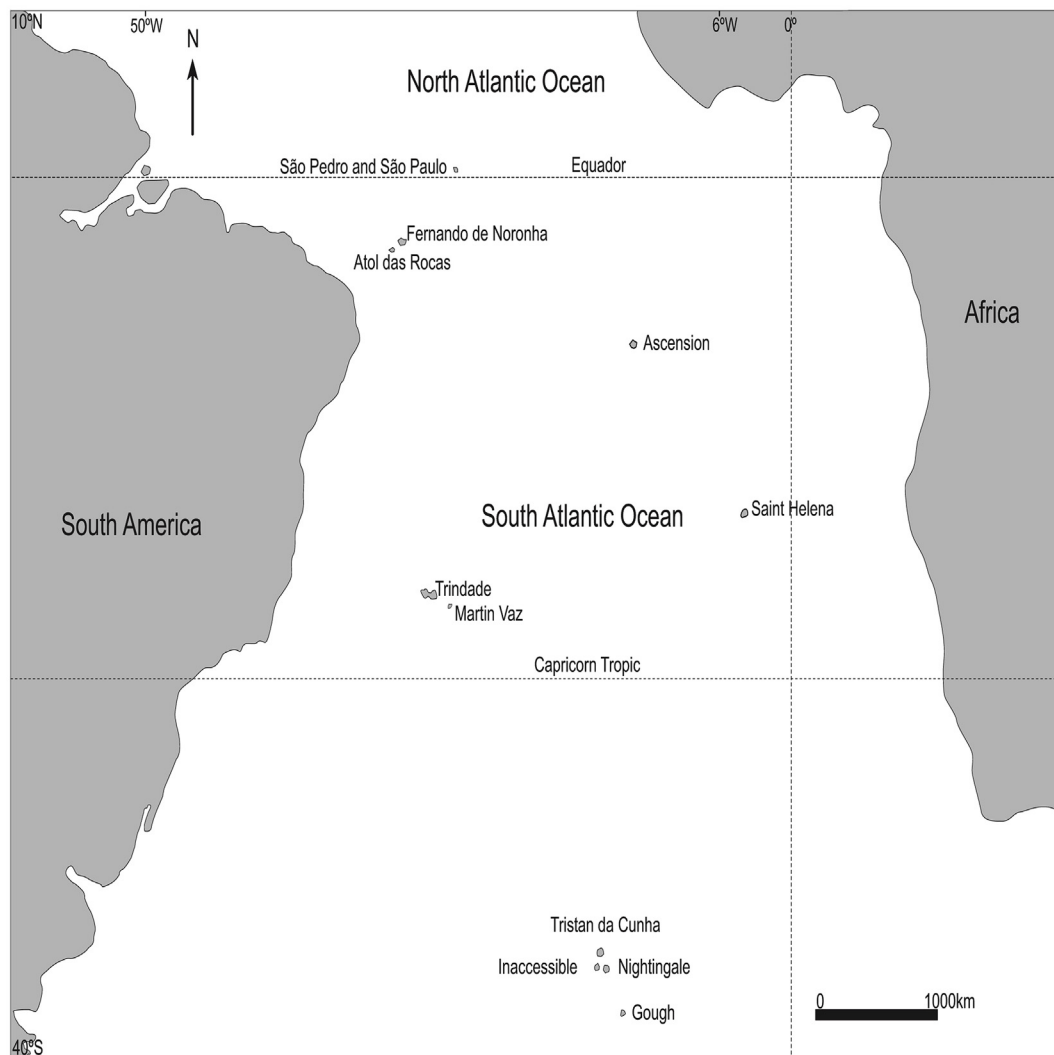 10ºN
50ºW
6ºW
0º
N
North Atlantic Ocean
São Pedro and São Paulo
Equador
Fernando de Noronha
Atol das Rocas
Africa
Ascension
South America
South Atlantic Ocean
Saint Helena
Trindade
Martin Vaz
Capricorn Tropic
Tristan da Cunha
Inaccessible
Nightingale
0
1000km
Gough
40ºS